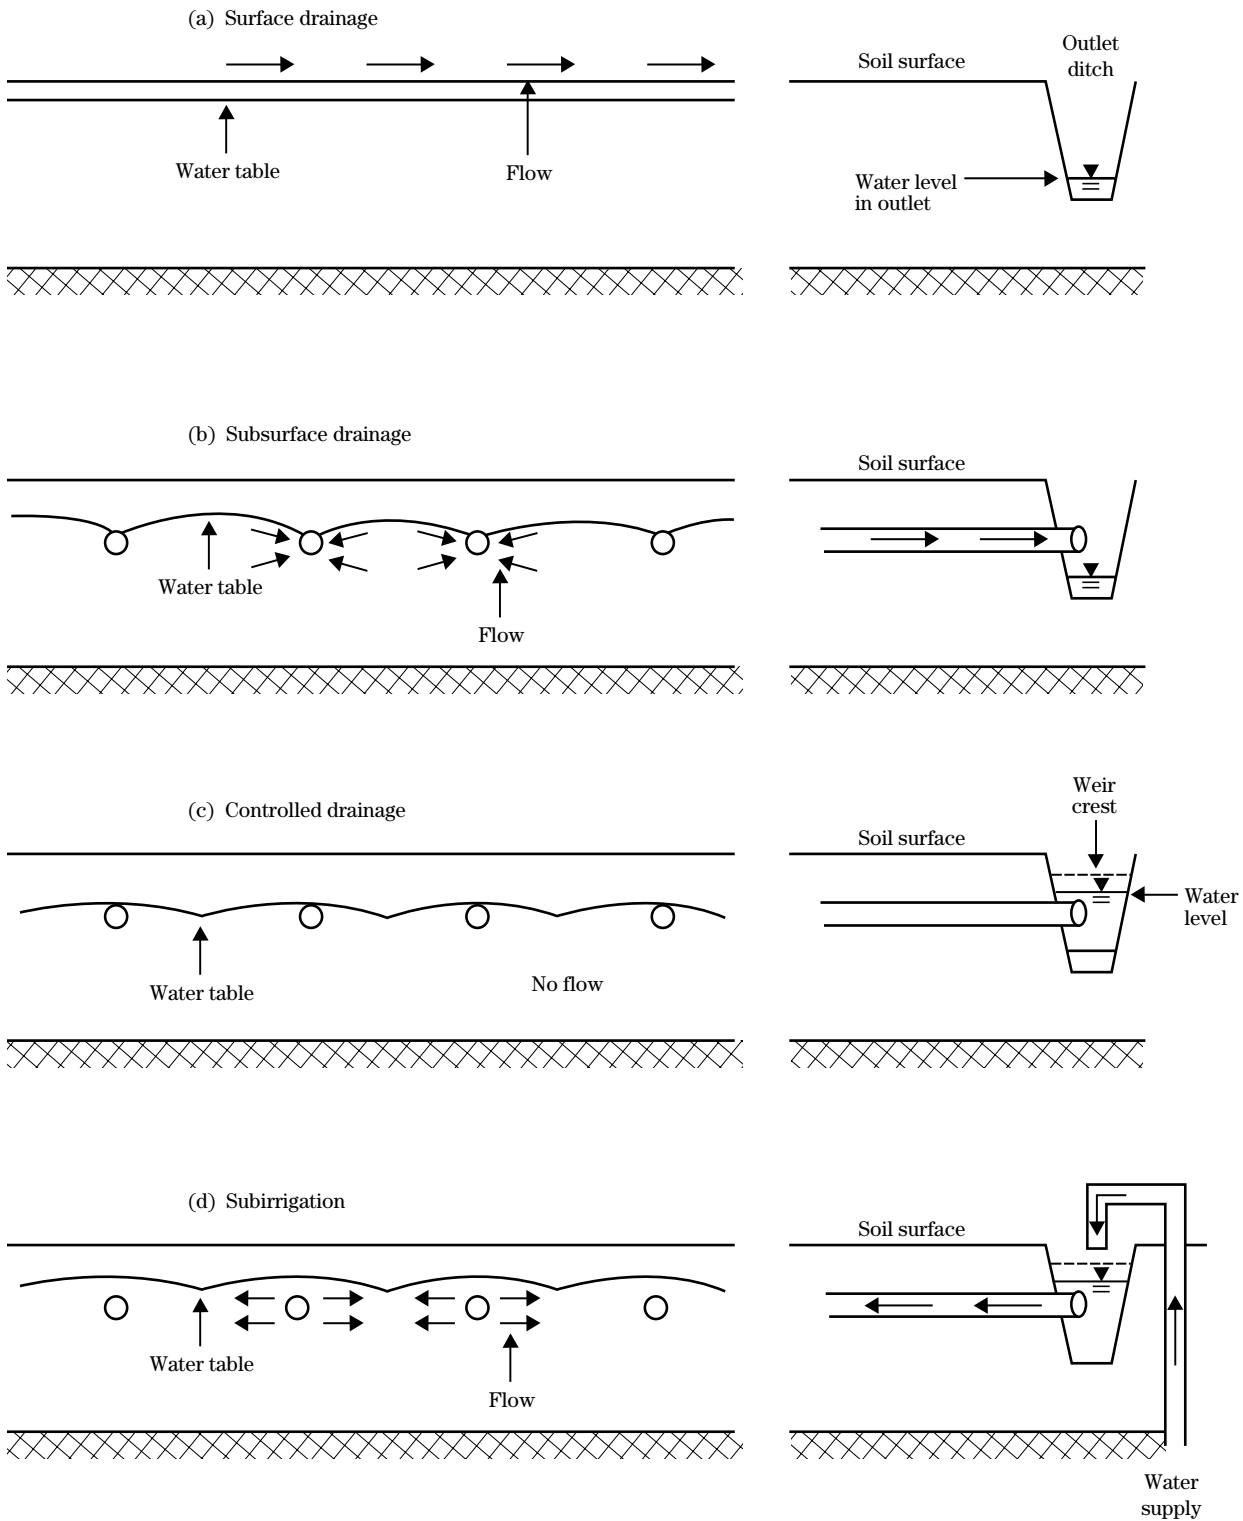 (a) Surface drainage
Outlet
ditch
Soil surface
Water table
Flow
Water level
in outlet
(b) Subsurface drainage
Soil surface
Water table
Flow
(c) Controlled drainage
Weir
crest
Soil surface
Water
level
Water table
No flow
(d) Subirrigation
Soil surface
Water table
Flow
Water
supply